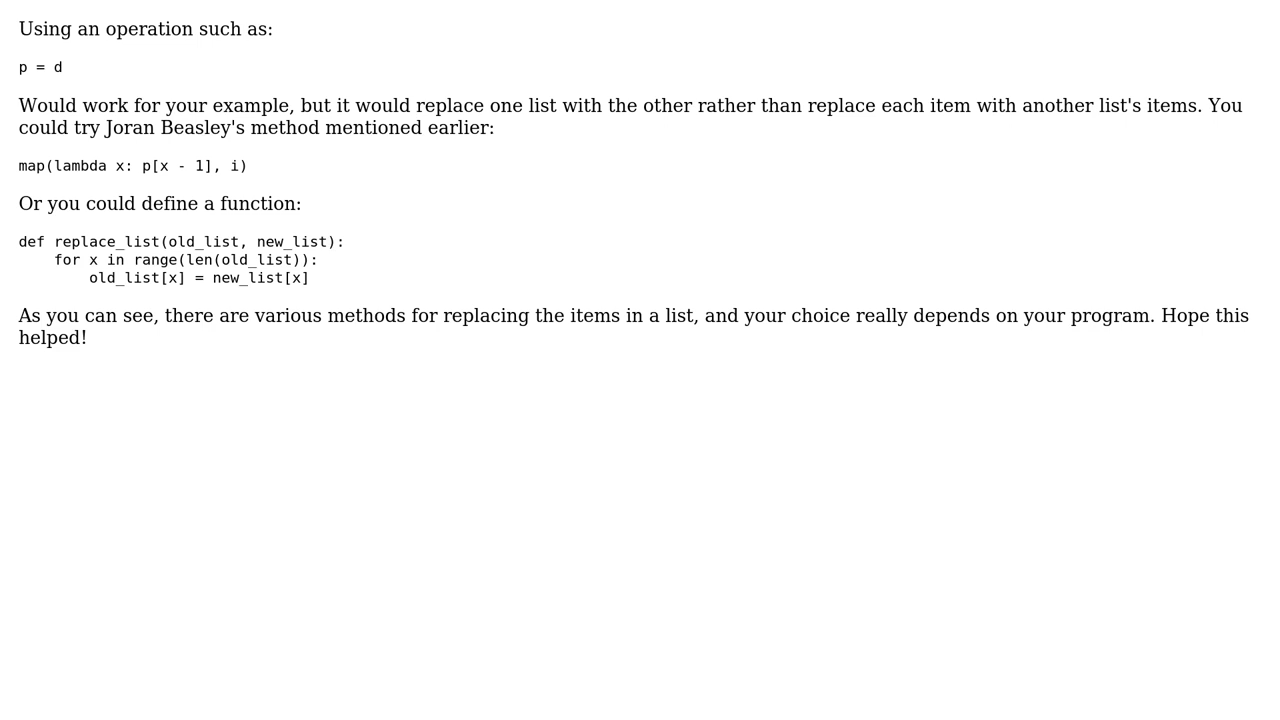 Using an operation such as:
p = d
Would work for your example, but it would replace one list with the other rather than replace each item with another list's items. You
could try Joran Beasley's method mentioned earlier:
map(lambda x: p[x - 1], i)
Or you could define a function:
def replace_list(old_list, new_list):
    for x in range(len(old_list)):
        old_list[x] = new_list[x]
As you can see, there are various methods for replacing the items in a list, and your choice really depends on your program. Hope this
helped!